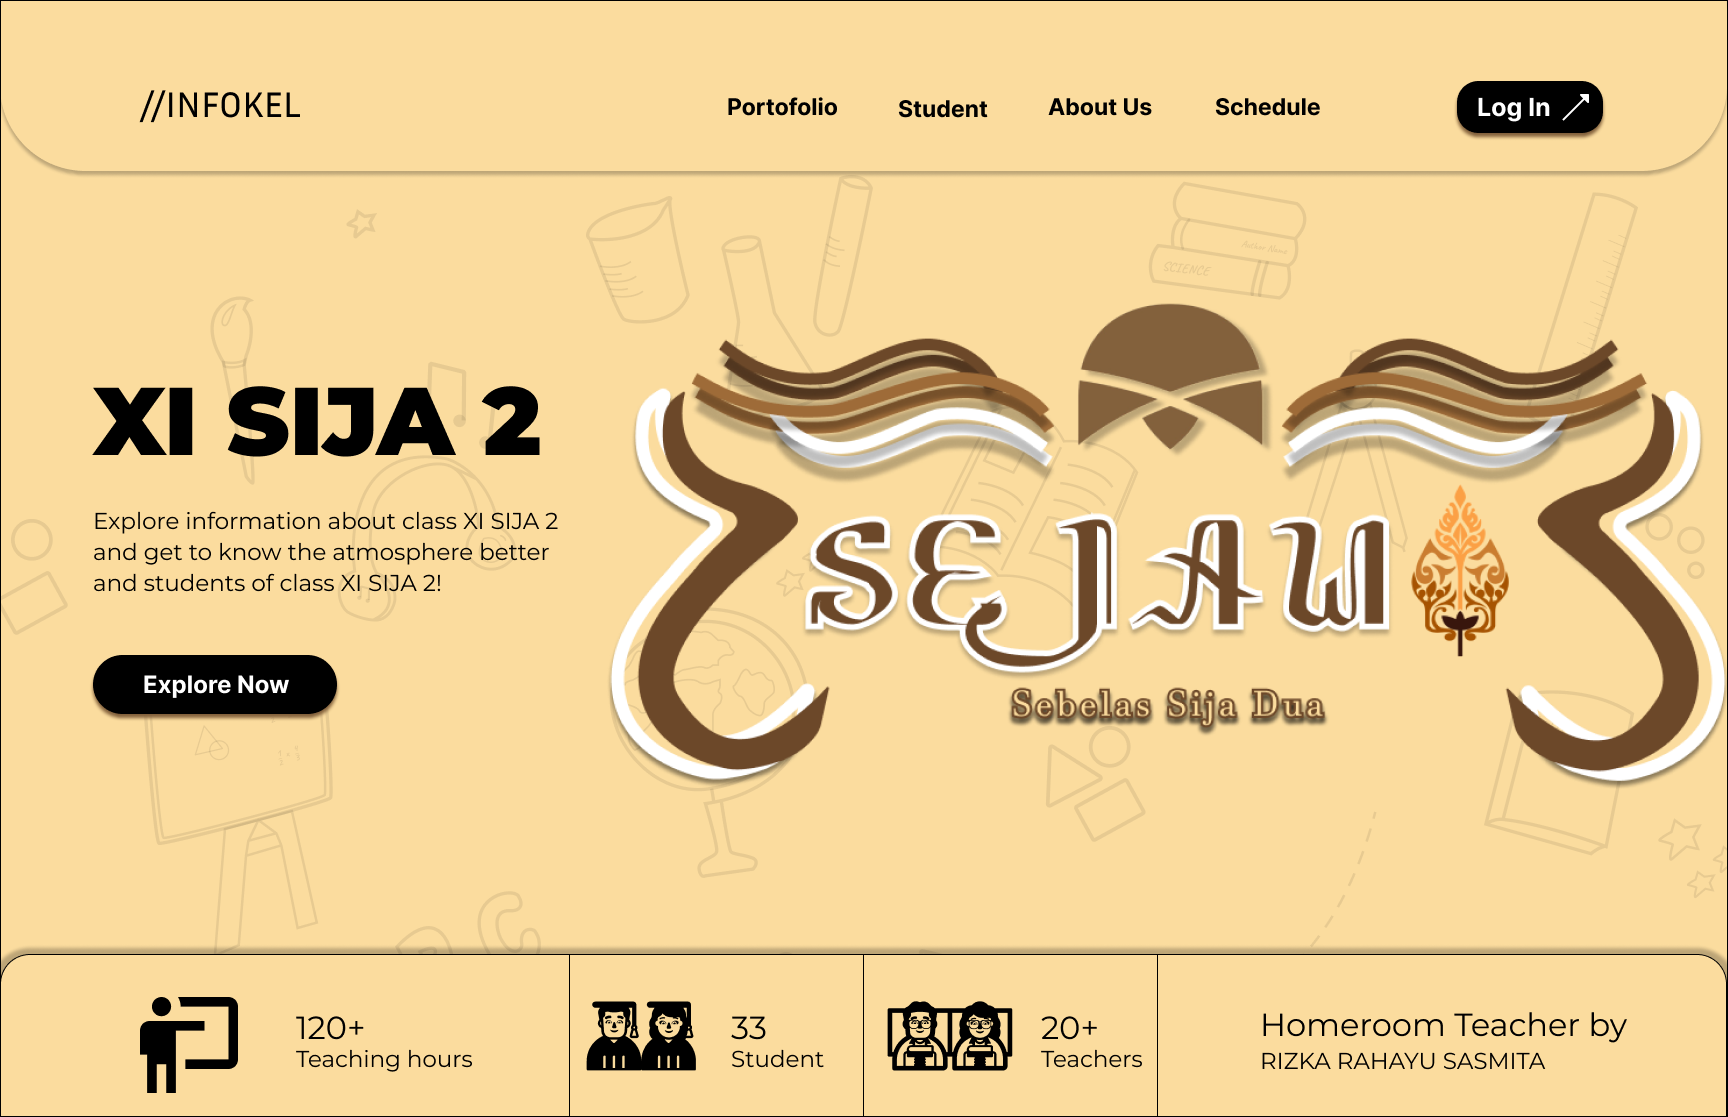 //INFOKEL
Portofolio
Student
About Us
Schedule
Log In
Author Name
SCIENCE
XI SIJA 2
Explore information about class XI SIJA 2
and get to know the atmosphere better
and students of class XI SIJA 2!
Explore Now
SEJAW
Sebelas Sija Dua
120+
Teaching hours
33
Student
20+
Teachers
Homeroom Teacher by
RIZKA RAHAYU SASMITA